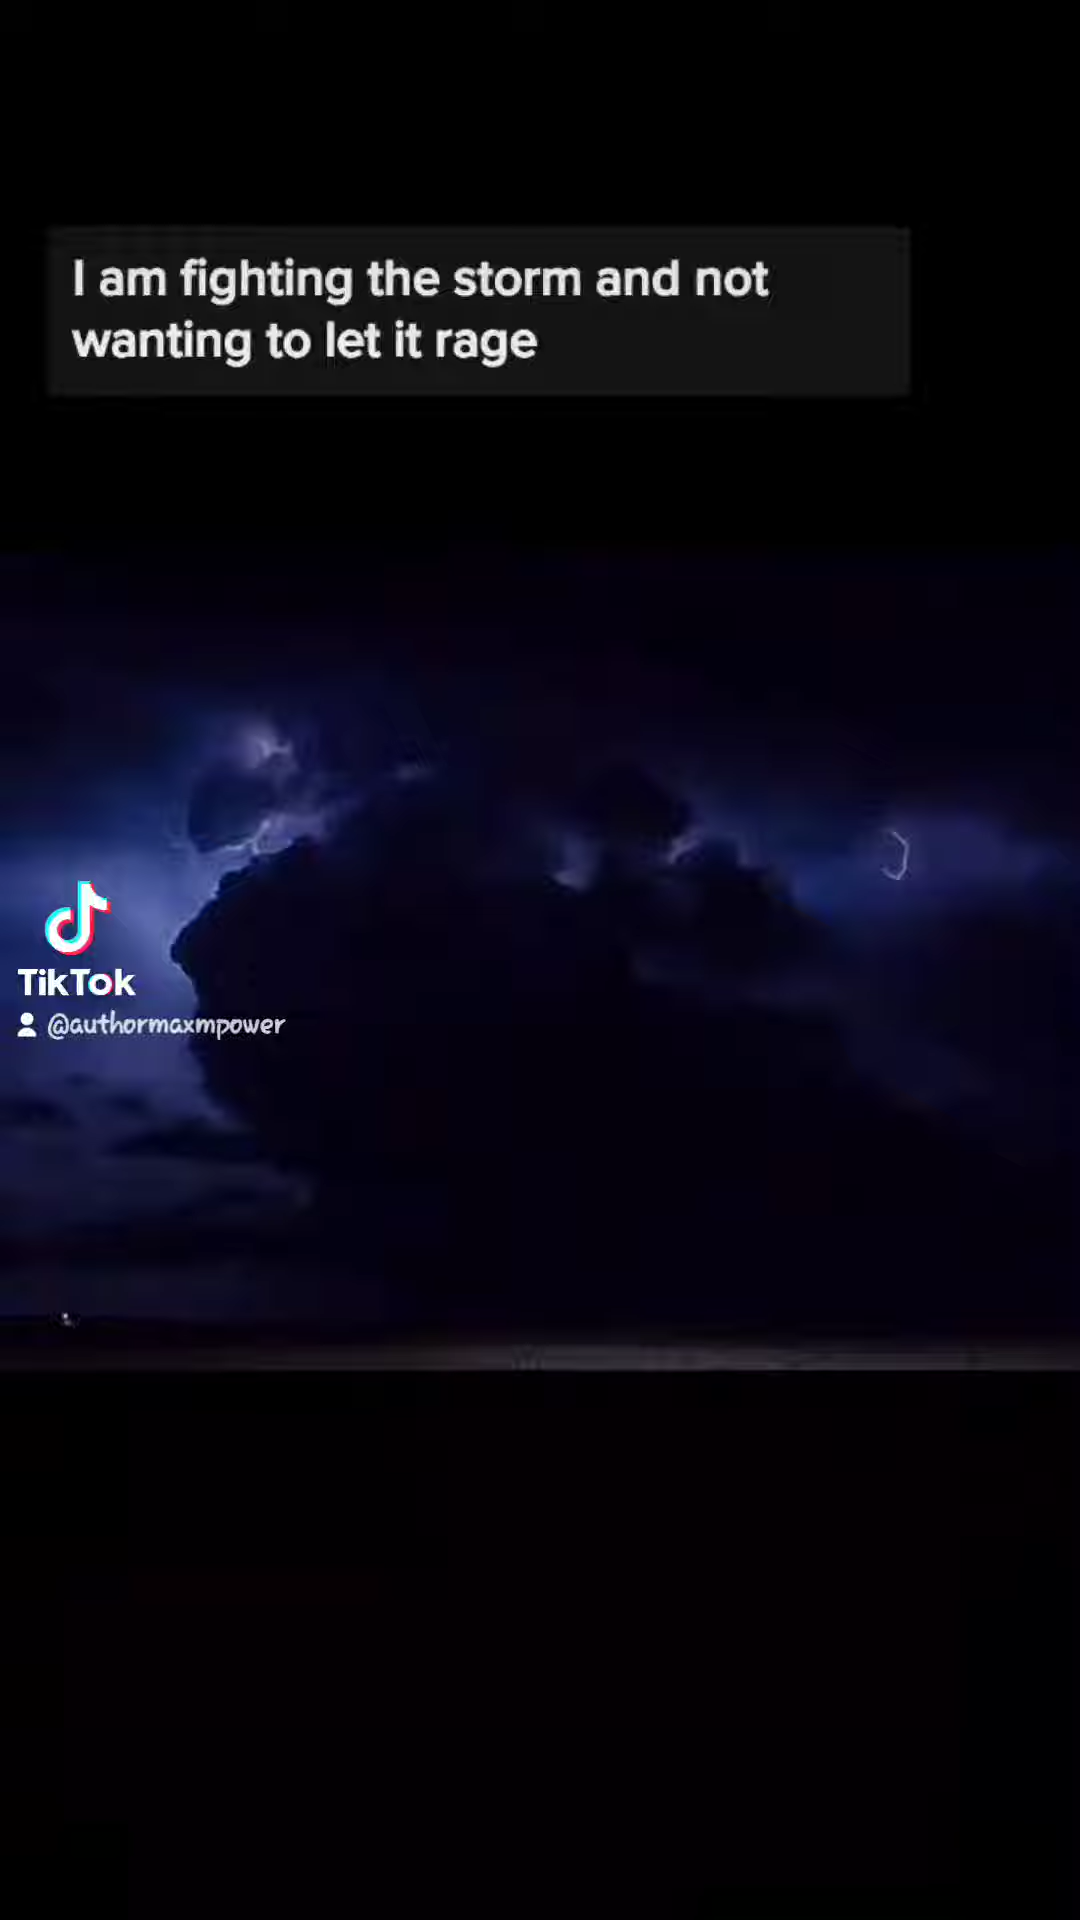 I am fighting the storm and not
wanting to let it rage
TikTok
@authormaxmpower